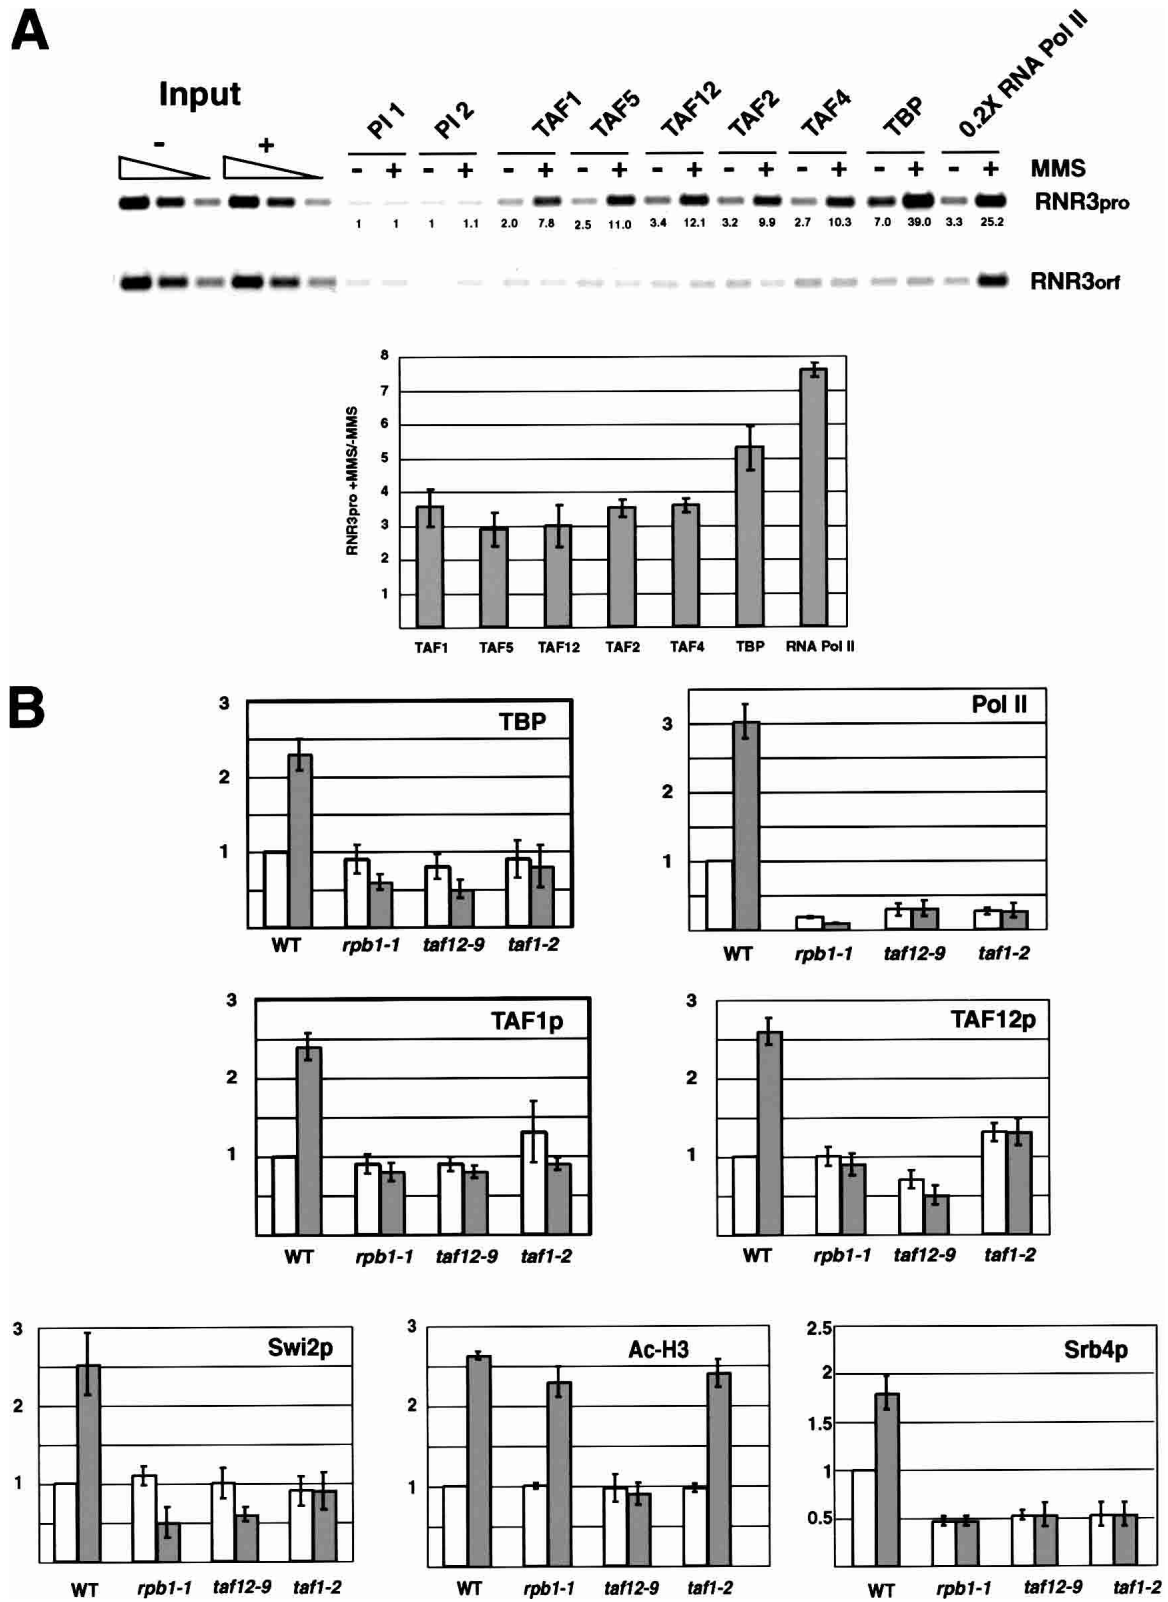 A
Input
- +
PI 1 PI 2 TAF1 TAF5 TAF12 TAF2 TAF4 TBP 0.2X RNA Pol II
- + - + - + - + - + - + - + - + - + MMS
RNR3pro
1 1 1 1.1 2.0 7.8 2.5 11.0 3.4 12.1 3.2 9.9 2.7 10.3 7.0 39.0 3.3 25.2
RNR3orf
RNR3pro +MMS/-MMS
8
7
6
5
4
3
2
1
TAF1 TAF5 TAF12 TAF2 TAF4 TBP RNA Pol II
B
TBP
3
2
1
WT rpb1-1 taf12-9 taf1-2
Pol II
3
2
1
WT rpb1-1 taf12-9 taf1-2
TAF1p
3
2
1
WT rpb1-1 taf12-9 taf1-2
TAF12p
3
2
1
WT rpb1-1 taf12-9 taf1-2
Swi2p
3
2
1
WT rpb1-1 taf12-9 taf1-2
Ac-H3
3
2
1
WT rpb1-1 taf12-9 taf1-2
Srb4p
2.5
2
1.5
1
0.5
WT rpb1-1 taf12-9 taf1-2